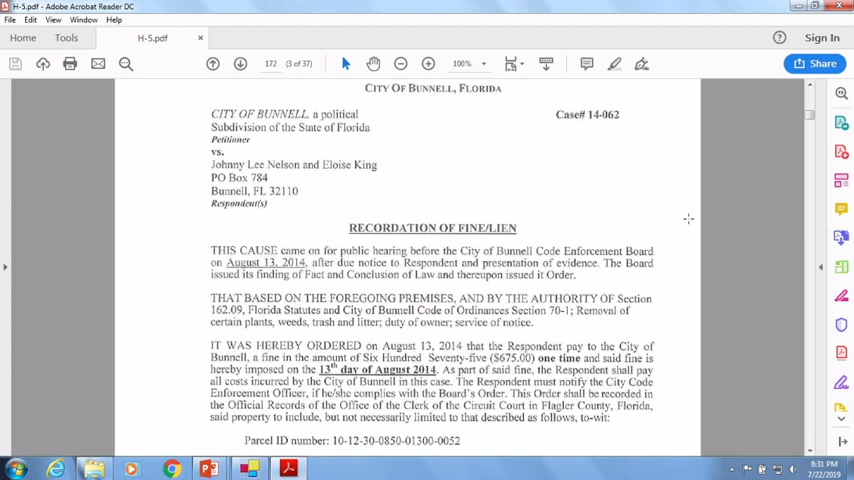 H-5.pdf - Adobe Acrobat Reader DC
File Edit View Window Help
Home Tools H-5.pdf × Sign In
172 (3 of 37) 100% Share
CITY OF BUNNELL, FLORIDA
CITY OF BUNNELL, a political Case# 14-062
Subdivision of the State of Florida
Petitioner
vs.
Johnny Lee Nelson and Eloise King
PO Box 784
Bunnell, FL 32110
Respondent(s)
RECORDATION OF FINE/LIEN
THIS CAUSE came on for public hearing before the City of Bunnell Code Enforcement Board
on August 13, 2014, after due notice to Respondent and presentation of evidence. The Board
issued its finding of Fact and Conclusion of Law and thereupon issued it Order.
THAT BASED ON THE FOREGOING PREMISES, AND BY THE AUTHORITY OF Section
162.09, Florida Statutes and City of Bunnell Code of Ordinances Section 70-1; Removal of
certain plants, weeds, trash and litter; duty of owner; service of notice.
IT WAS HEREBY ORDERED on August 13, 2014 that the Respondent pay to the City of
Bunnell, a fine in the amount of Six Hundred Seventy-five ($675.00) one time and said fine is
hereby imposed on the 13th day of August 2014. As part of said fine, the Respondent shall pay
all costs incurred by the City of Bunnell in this case. The Respondent must notify the City Code
Enforcement Officer, if he/she complies with the Board's Order. This Order shall be recorded in
the Official Records of the Office of the Clerk of the Circuit Court in Flagler County, Florida,
said property to include, but not necessarily limited to that described as follows, to-wit:
Parcel ID number: 10-12-30-0850-01300-0052
8:31 PM
7/22/2019